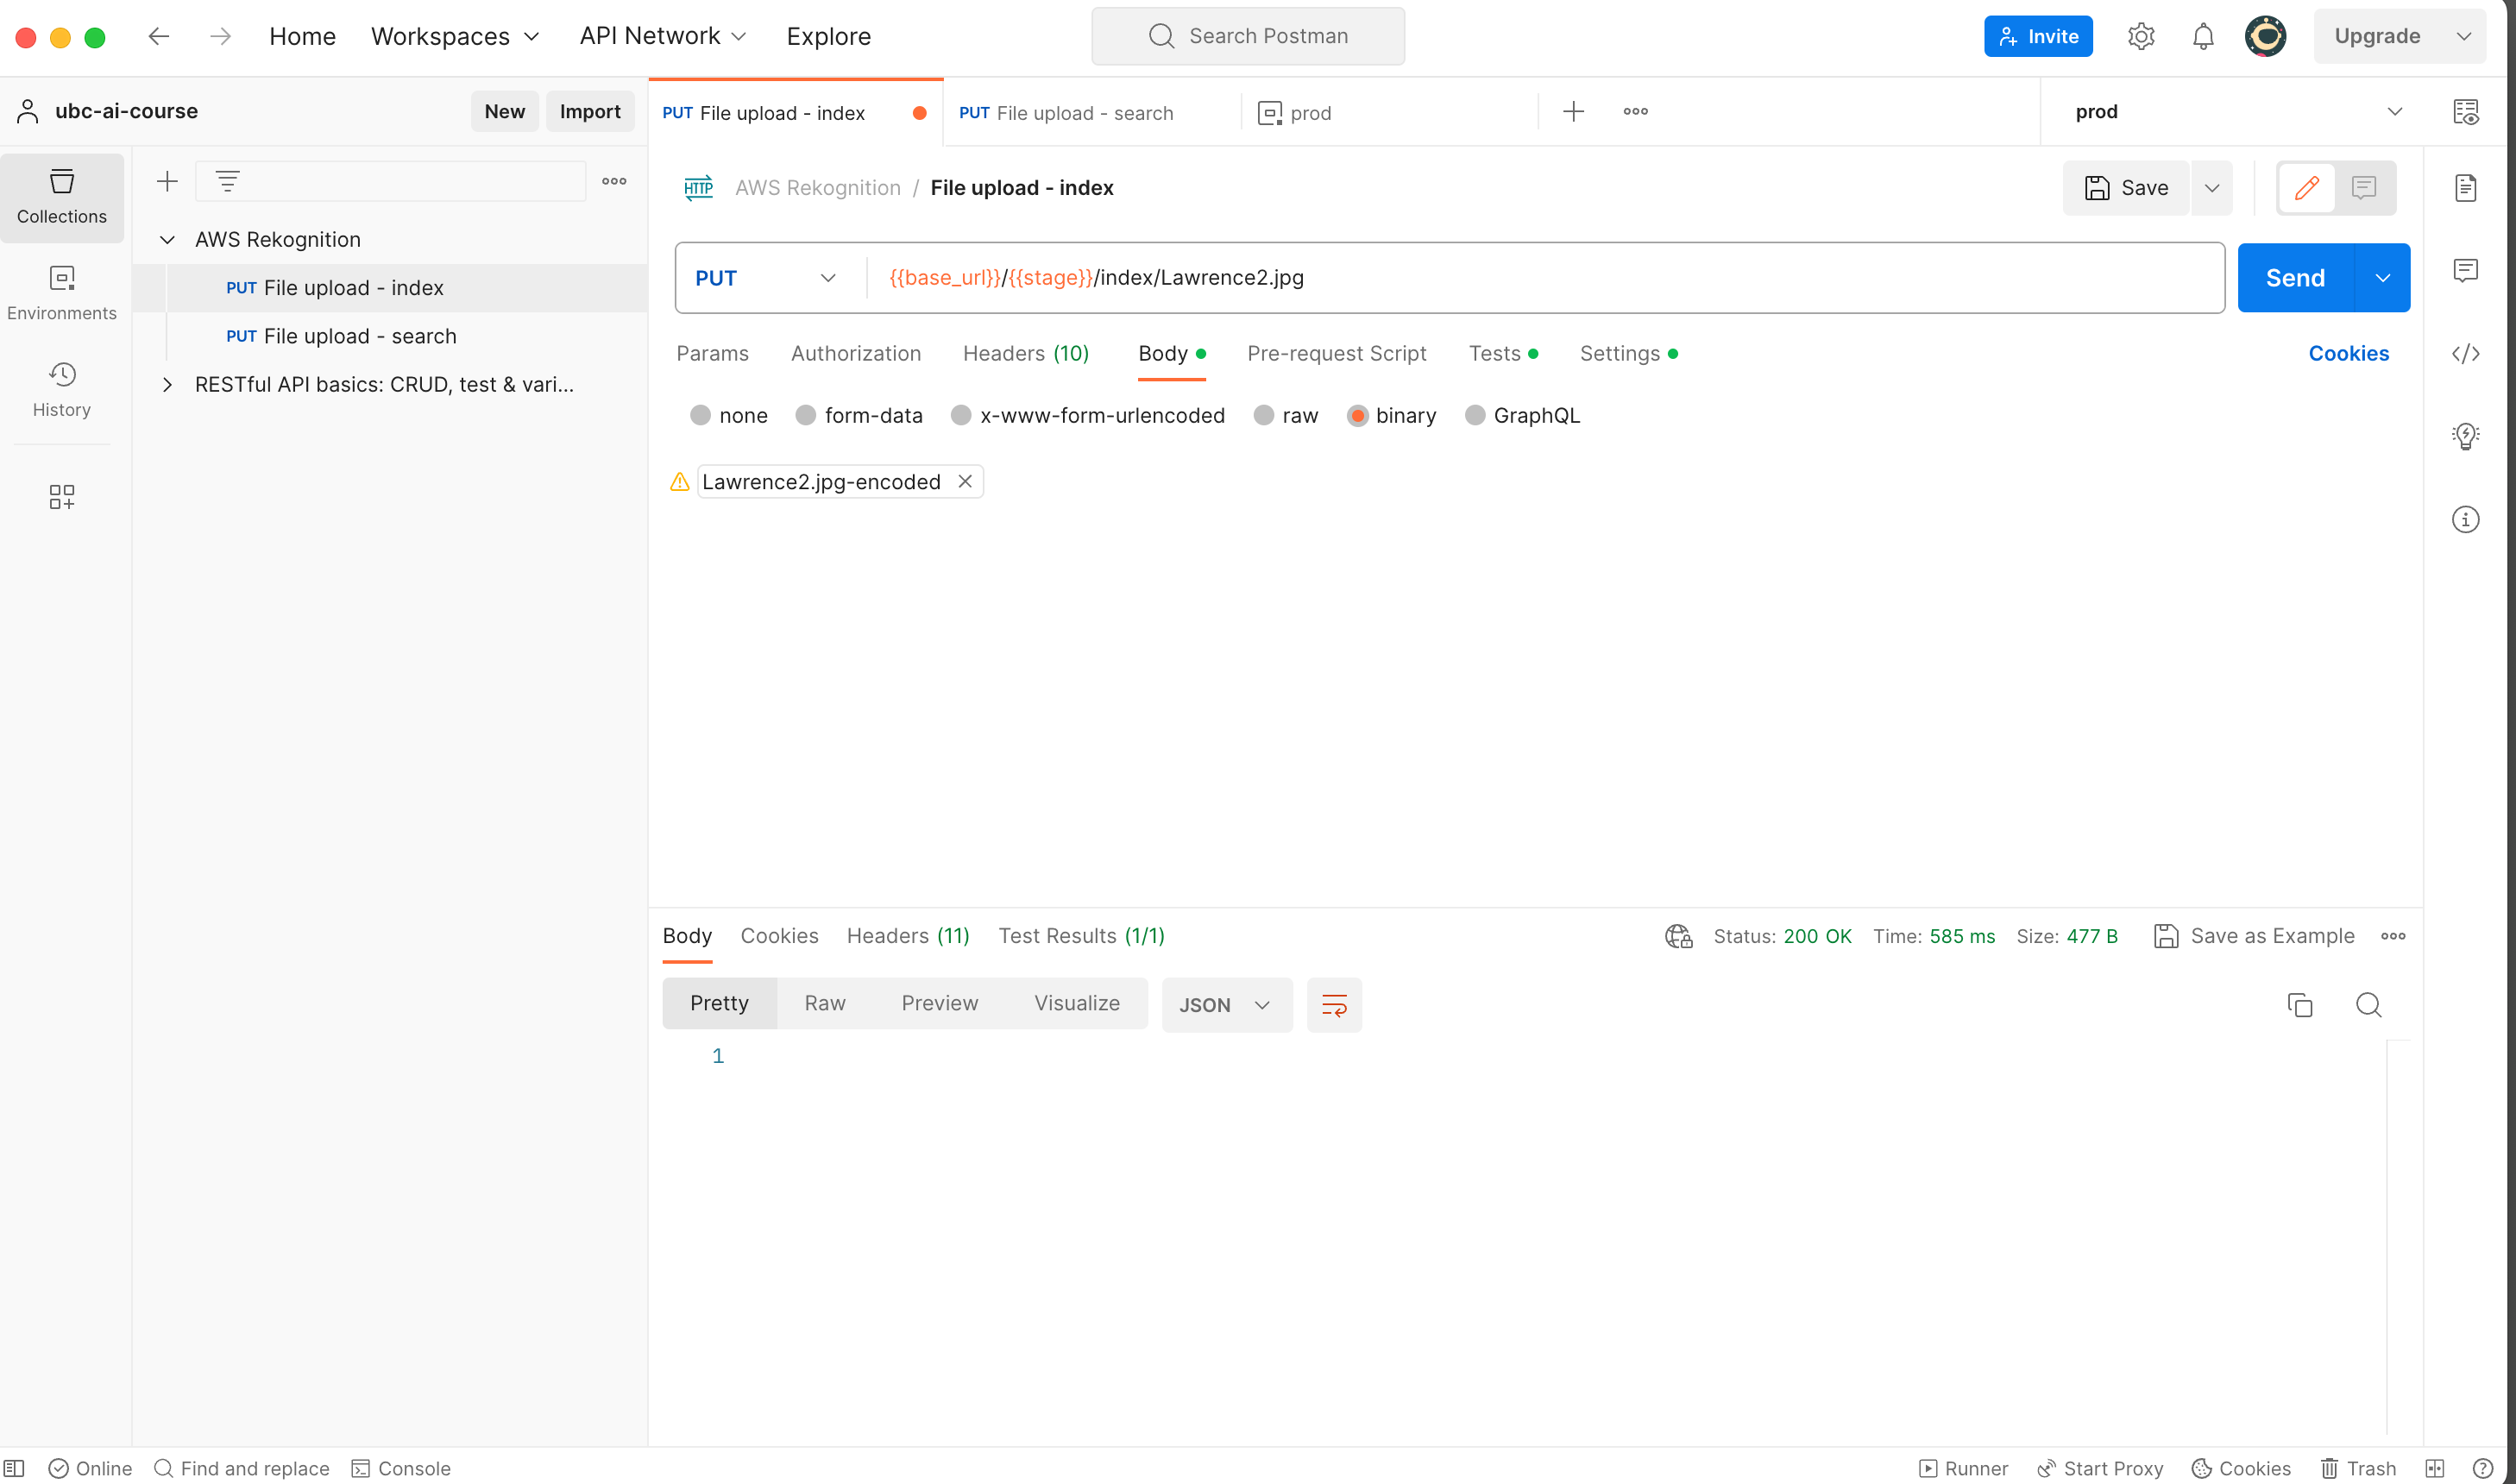 Home Workspaces API Network Explore Search Postman Invite Upgrade
ubc-ai-course New Import
PUT File upload - index PUT File upload - search prod prod
Collections
Environments
History
AWS Rekognition
PUT File upload - index
PUT File upload - search
RESTful API basics: CRUD, test & vari...
HTTP AWS Rekognition / File upload - index Save
PUT {{base_url}}/{{stage}}/index/Lawrence2.jpg Send
Params Authorization Headers (10) Body Pre-request Script Tests Settings Cookies
none form-data x-www-form-urlencoded raw binary GraphQL
Lawrence2.jpg-encoded
Body Cookies Headers (11) Test Results (1/1) Status: 200 OK Time: 585 ms Size: 477 B Save as Example
Pretty Raw Preview Visualize JSON
1
Online Find and replace Console Runner Start Proxy Cookies Trash